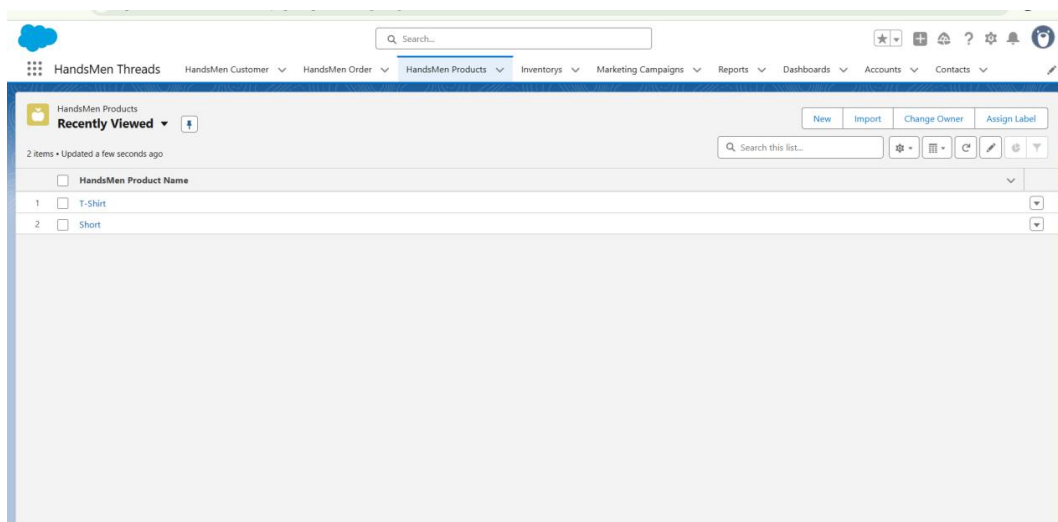 Search...
HandsMen Threads HandsMen Customer HandsMen Order HandsMen Products Inventorys Marketing Campaigns Reports Dashboards Accounts Contacts
HandsMen Products
Recently Viewed
New Import Change Owner Assign Label
2 items • Updated a few seconds ago
Search this list...
HandsMen Product Name
1 T-Shirt
2 Short